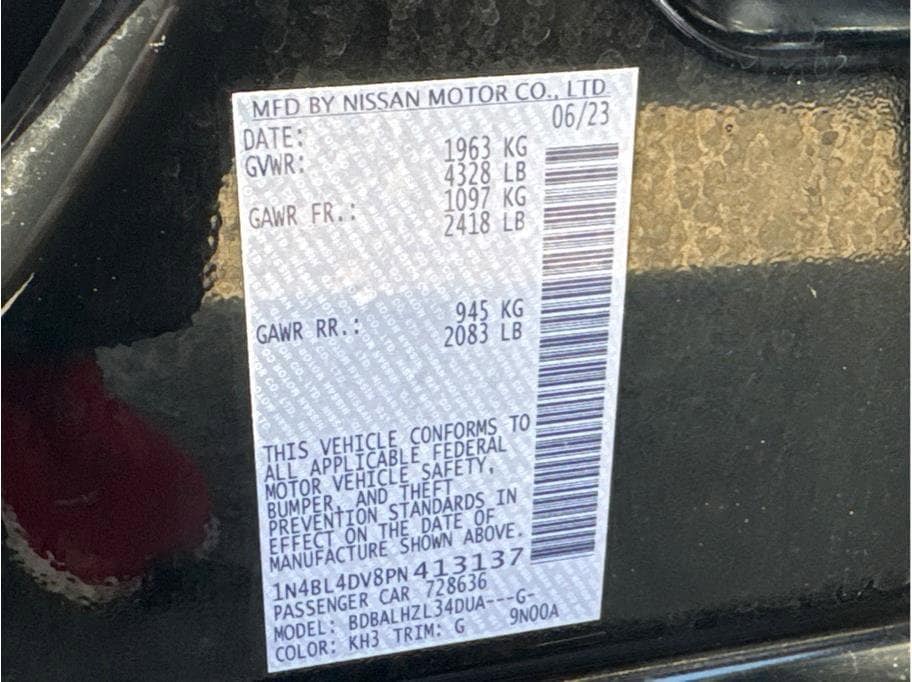 MFD BY NISSAN MOTOR CO., LTD
DATE: 06/23
GVWR: 1963 KG
4328 LB
GAWR FR.: 1097 KG
2418 LB
GAWR RR.: 945 KG
2083 LB
THIS VEHICLE CONFORMS TO
ALL APPLICABLE FEDERAL
MOTOR VEHICLE SAFETY,
BUMPER, AND THEFT
PREVENTION STANDARDS IN
EFFECT ON THE DATE OF
MANUFACTURE SHOWN ABOVE.
1N4BL4DV8PN413137
PASSENGER CAR 728636
MODEL: BDBALHZL34DUA---G-
COLOR: KH3 TRIM: G 9N00A